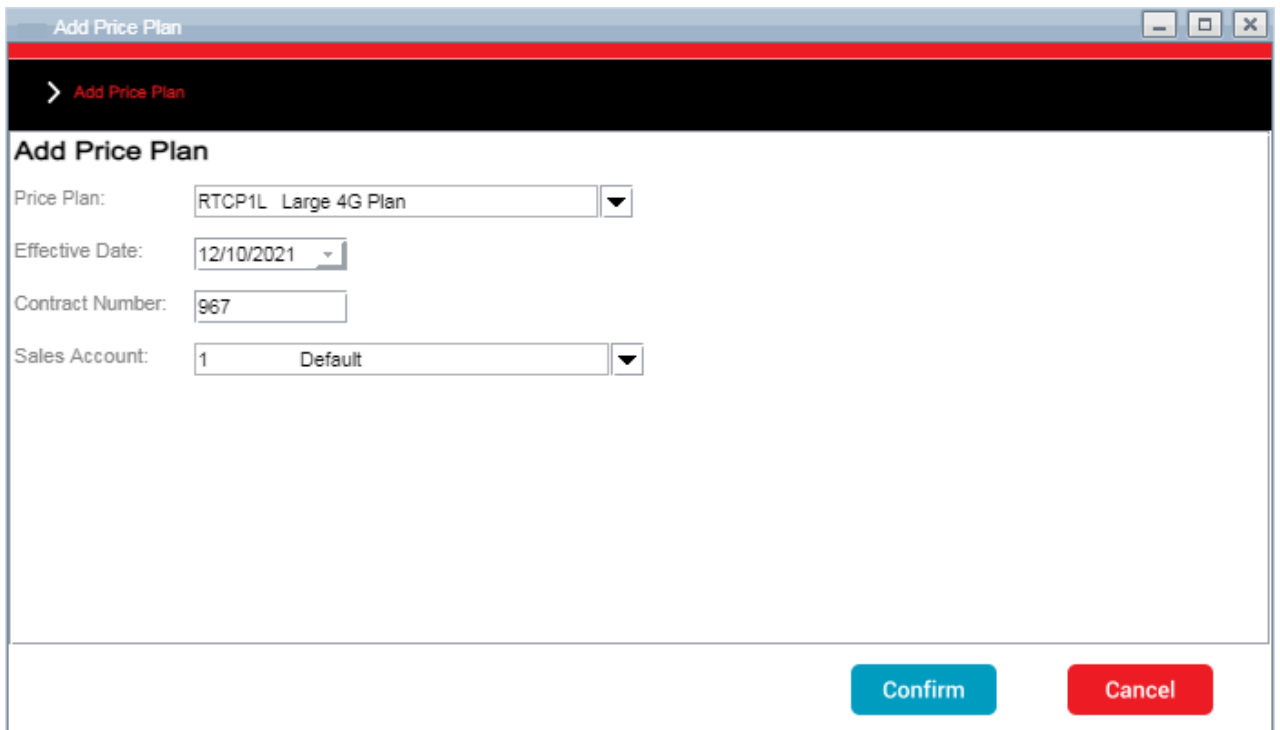 Add Price Plan
Add Price Plan
Add Price Plan
Price Plan: RTCP1L Large 4G Plan
Effective Date: 12/10/2021
Contract Number: 967
Sales Account: 1 Default
Confirm Cancel